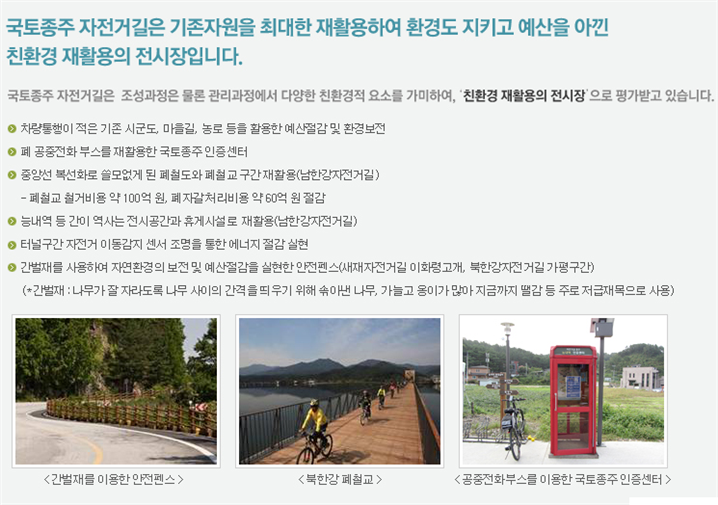 국토종주 자전거길은 기존자원을 최대한 재활용하여 환경도 지키고 예산을 아낀
친환경 재활용의 전시장입니다.
국토종주 자전거길은 조성과정은 물론 관리과정에서 다양한 친환경적 요소를 가미하여, '친환경 재활용의 전시장'으로 평가받고 있습니다.
차량통행이 적은 기존 시군도, 마을길, 농로 등을 활용한 예산절감 및 환경보전
폐 공중전화 부스를 재활용한 국토종주 인증센터
중앙선 복선화로 쓸모없게 된 폐철도와 폐철교 구간 재활용(남한강자전거길)
- 폐철교 철거비용 약 100억 원, 폐 자갈처리비용 약 60억 원 절감
능내역 등 간이 역사는 전시공간과 휴게시설로 재활용(남한강자전거길)
터널구간 자전거 이동감지 센서 조명을 통한 에너지 절감 실현
간벌재를 사용하여 자연환경의 보전 및 예산절감을 실현한 안전펜스(새재자전거길 이화령고개, 북한강자전거길 가평구간)
(*간벌재 : 나무가 잘 자라도록 나무 사이의 간격을 띄우기 위해 솎아낸 나무, 가늘고 옹이가 많아 지금까지 땔감 등 주로 저급재목으로 사용)
<간벌재를 이용한 안전펜스>
<북한강 폐철교>
<공중전화부스를 이용한 국토종주 인증센터>